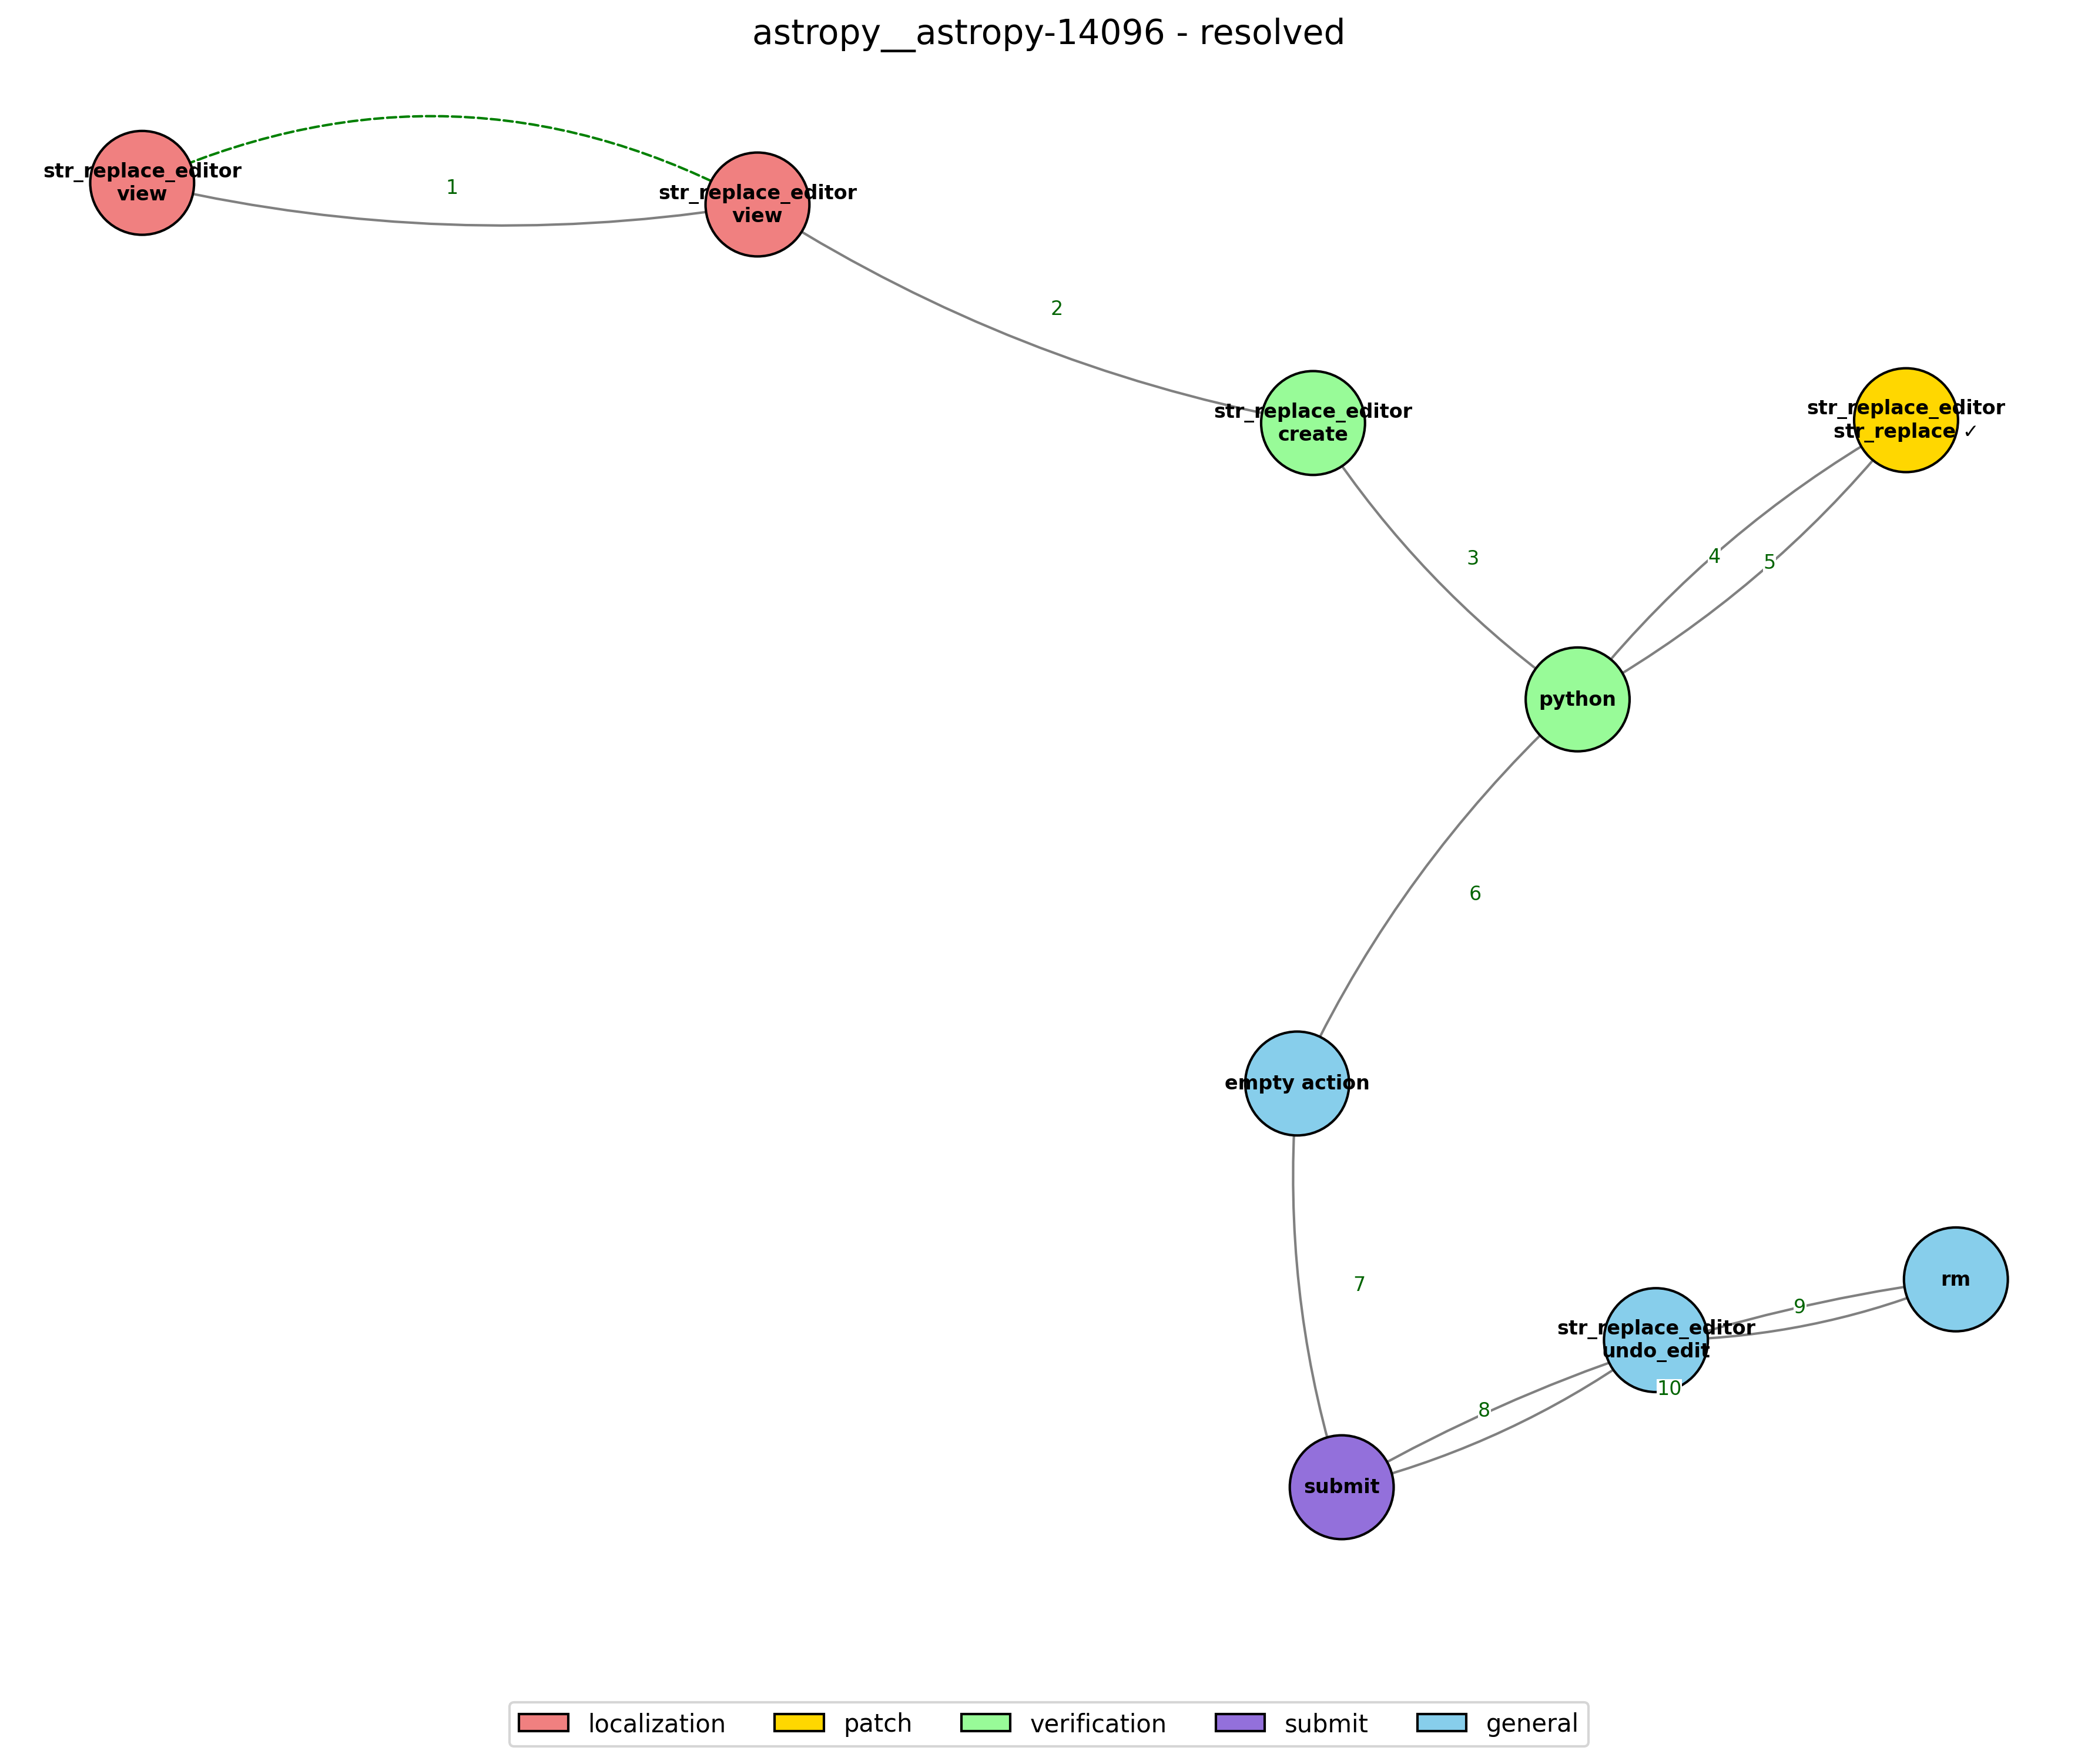 astropy__astropy-14096 - resolved
str_replace_editor
view
1
str_replace_editor
view
2
str_replace_editor
create
str_replace_editor
str_replace ✓
3
4
5
python
6
empty action
7
rm
9
str_replace_editor
undo_edit
10
8
submit
localization
patch
verification
submit
general